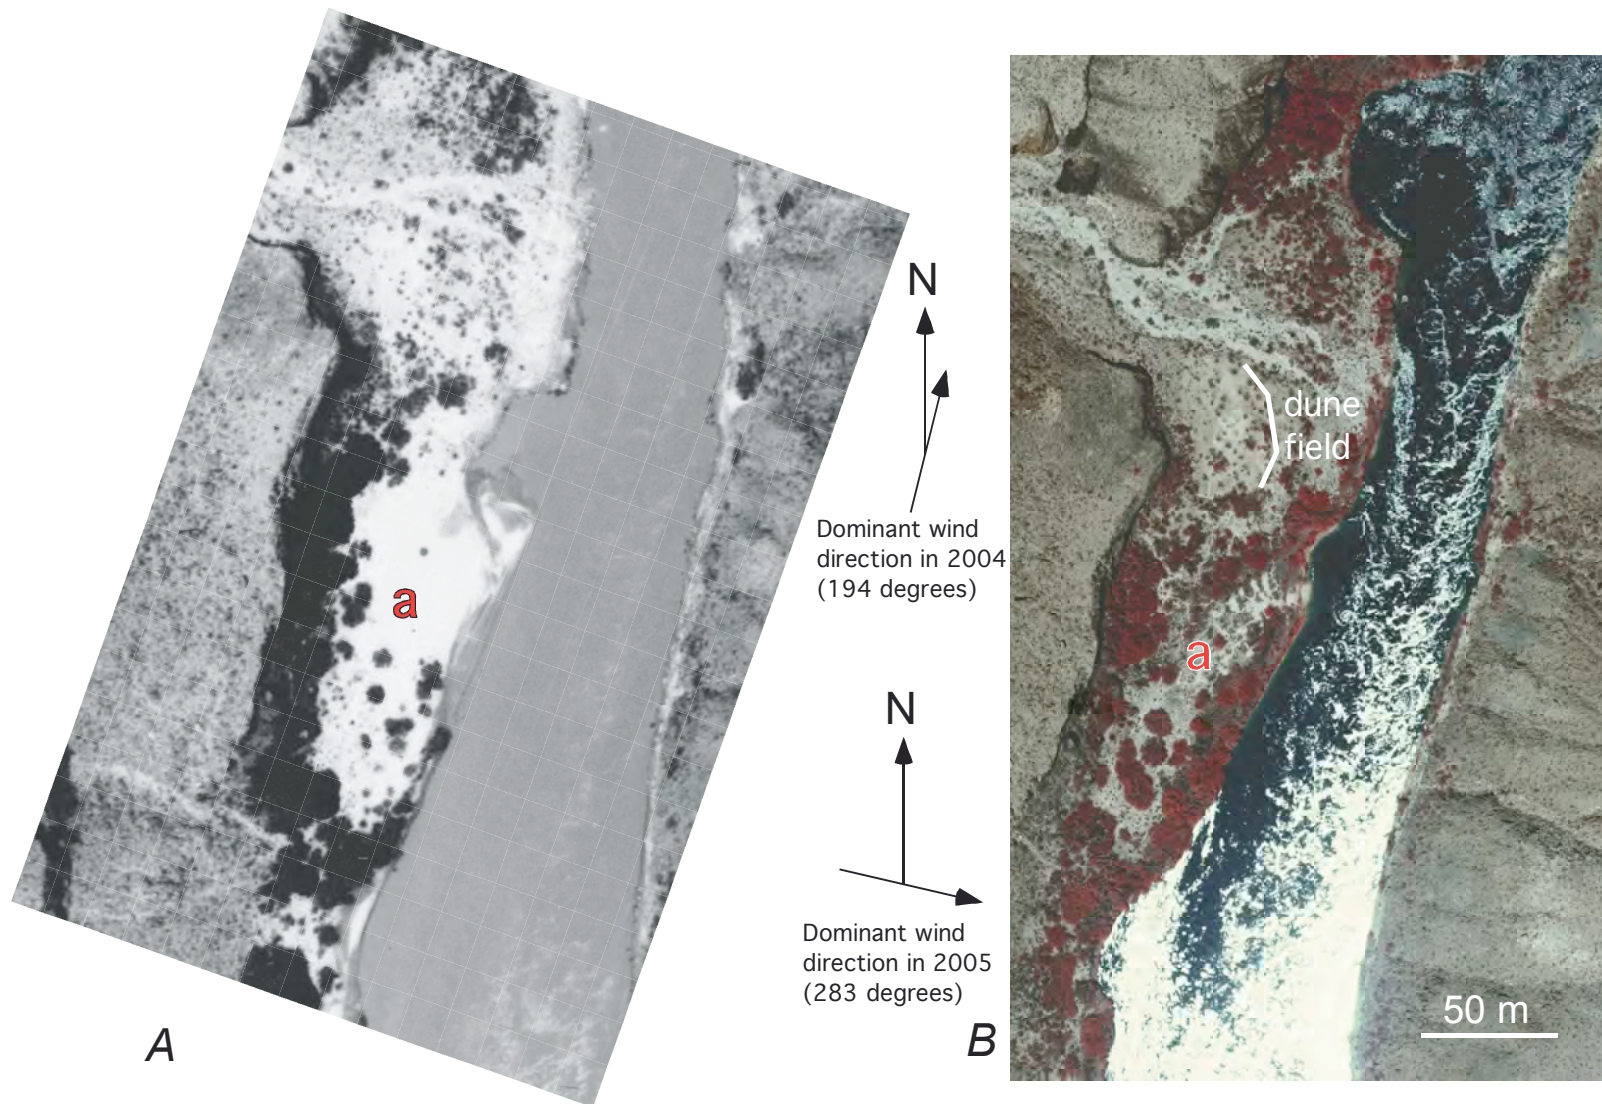 N
Dominant wind
direction in 2004
(194 degrees)
a
N
Dominant wind
direction in 2005
(283 degrees)
A
dune
field
a
B
50 m